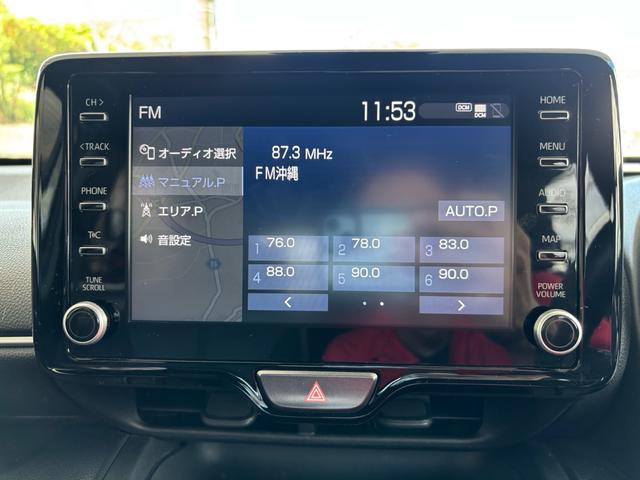 CH >
FM
11:53
DCM
DCM
HOME
< TRACK
オーディオ選択
87.3 MHz
MENU
FM沖縄
PHONE
マニュアル.P
AUDIO
エリア.P
AUTO.P
T C
音設定
1 76.0
2 78.0
3 83.0
MAP
4 88.0
5 90.0
6 90.0
TUNE
SCROLL
POWER
VOLUME
<
>